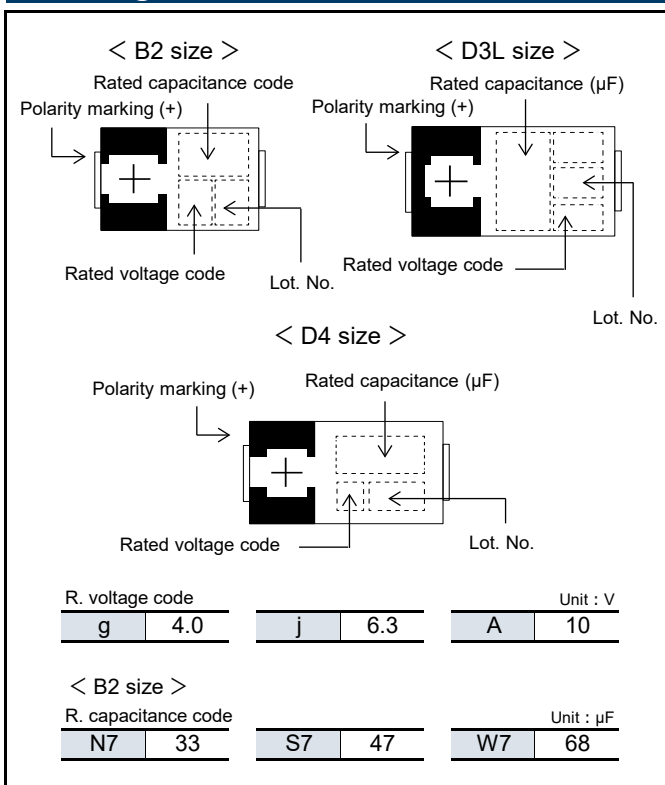 < B2 size >
Rated capacitance code
Polarity marking (+)
+
Rated voltage code
Lot. No.
< D3L size >
Rated capacitance (μF)
Polarity marking (+)
+
Rated voltage code
Lot. No.
< D4 size >
Polarity marking (+)
Rated capacitance (μF)
+
Rated voltage code
Lot. No.
R. voltage code Unit : V
g 4.0 j 6.3 A 10
< B2 size >
R. capacitance code Unit : μF
N7 33 S7 47 W7 68